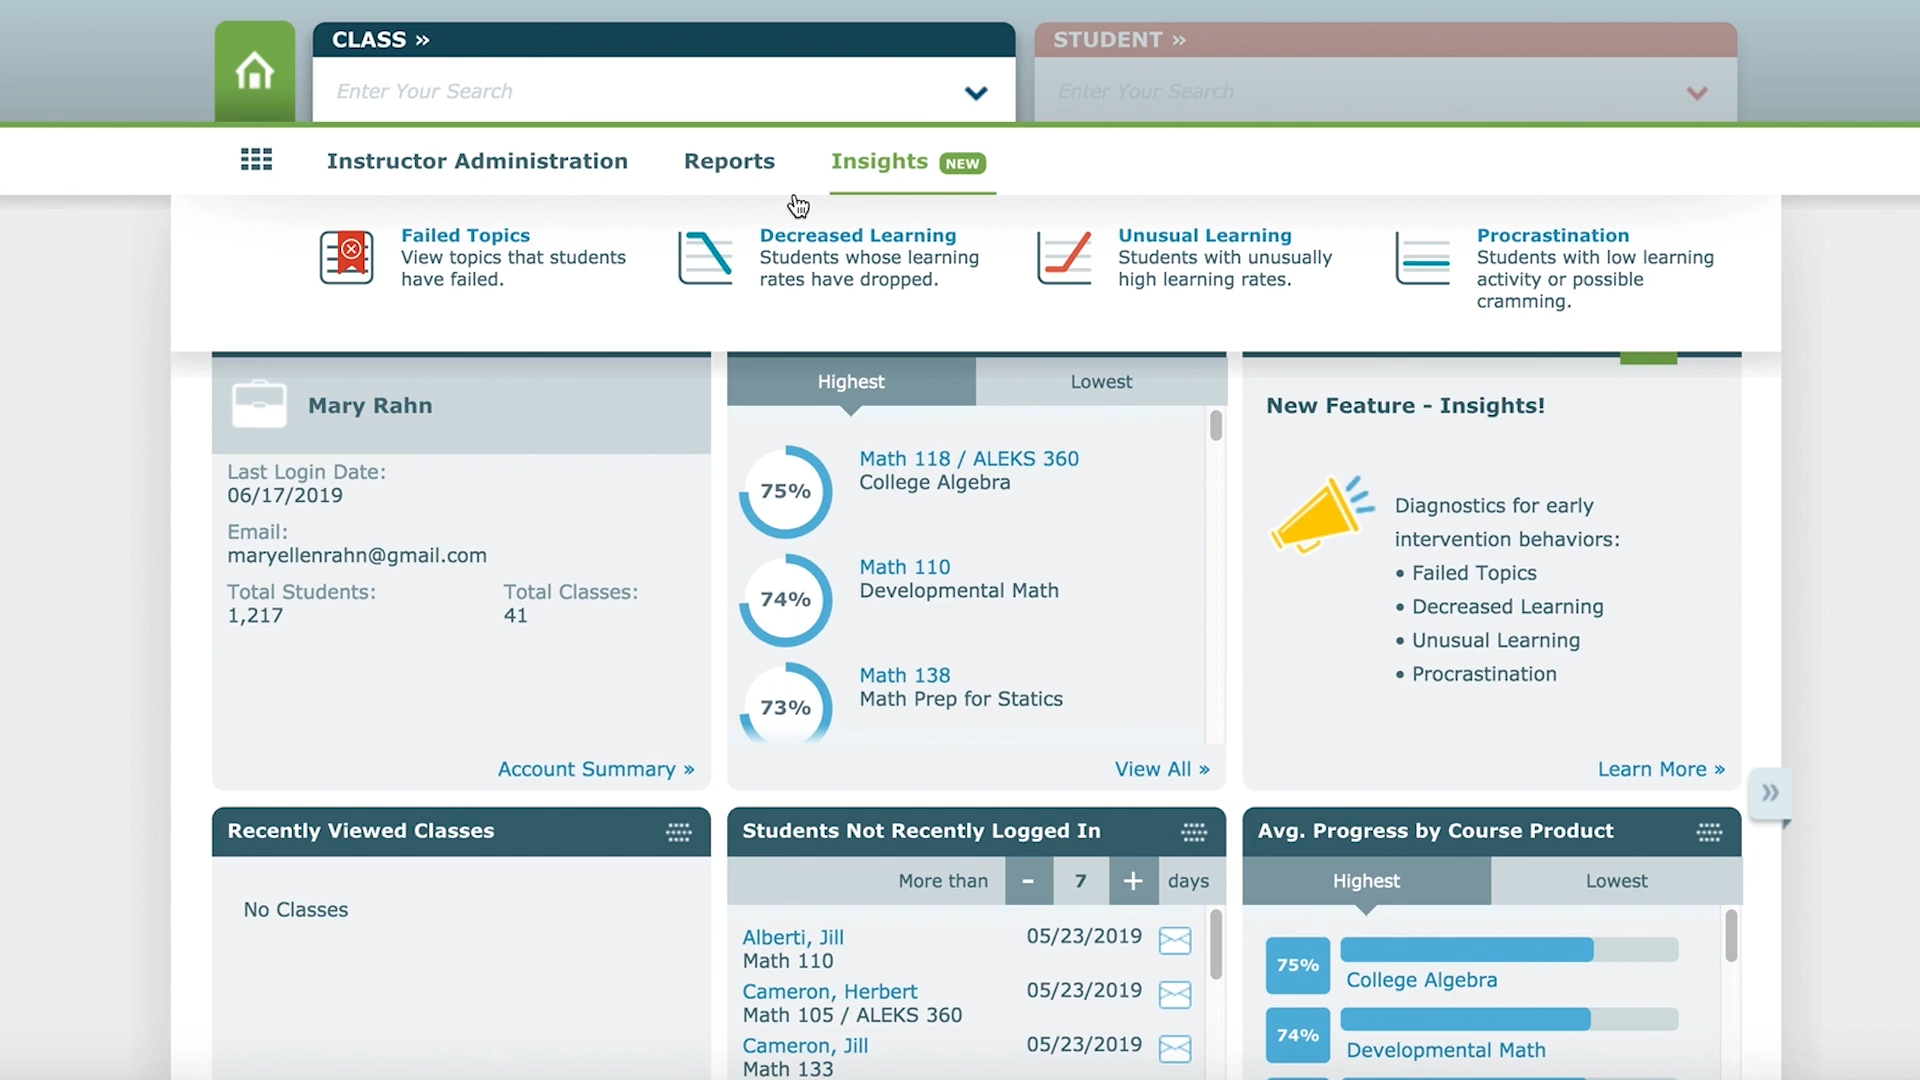 CLASS »
Enter Your Search
STUDENT »
Enter Your Search
Instructor Administration
Reports
Insights NEW
Failed Topics
View topics that students
have failed.
Decreased Learning
Students whose learning
rates have dropped.
Unusual Learning
Students with unusually
high learning rates.
Procrastination
Students with low learning
activity or possible
cramming.
Mary Rahn
Last Login Date:
06/17/2019
Email:
maryellenrahn@gmail.com
Total Students:
1,217
Total Classes:
41
Account Summary »
Highest
Lowest
75%
Math 118 / ALEKS 360
College Algebra
74%
Math 110
Developmental Math
73%
Math 138
Math Prep for Statics
View All »
New Feature - Insights!
Diagnostics for early
intervention behaviors:
• Failed Topics
• Decreased Learning
• Unusual Learning
• Procrastination
Learn More »
»
Recently Viewed Classes
No Classes
Students Not Recently Logged In
More than - 7 + days
Alberti, Jill 05/23/2019
Math 110
Cameron, Herbert 05/23/2019
Math 105 / ALEKS 360
Cameron, Jill 05/23/2019
Math 133
Avg. Progress by Course Product
Highest
Lowest
75%
College Algebra
74%
Developmental Math